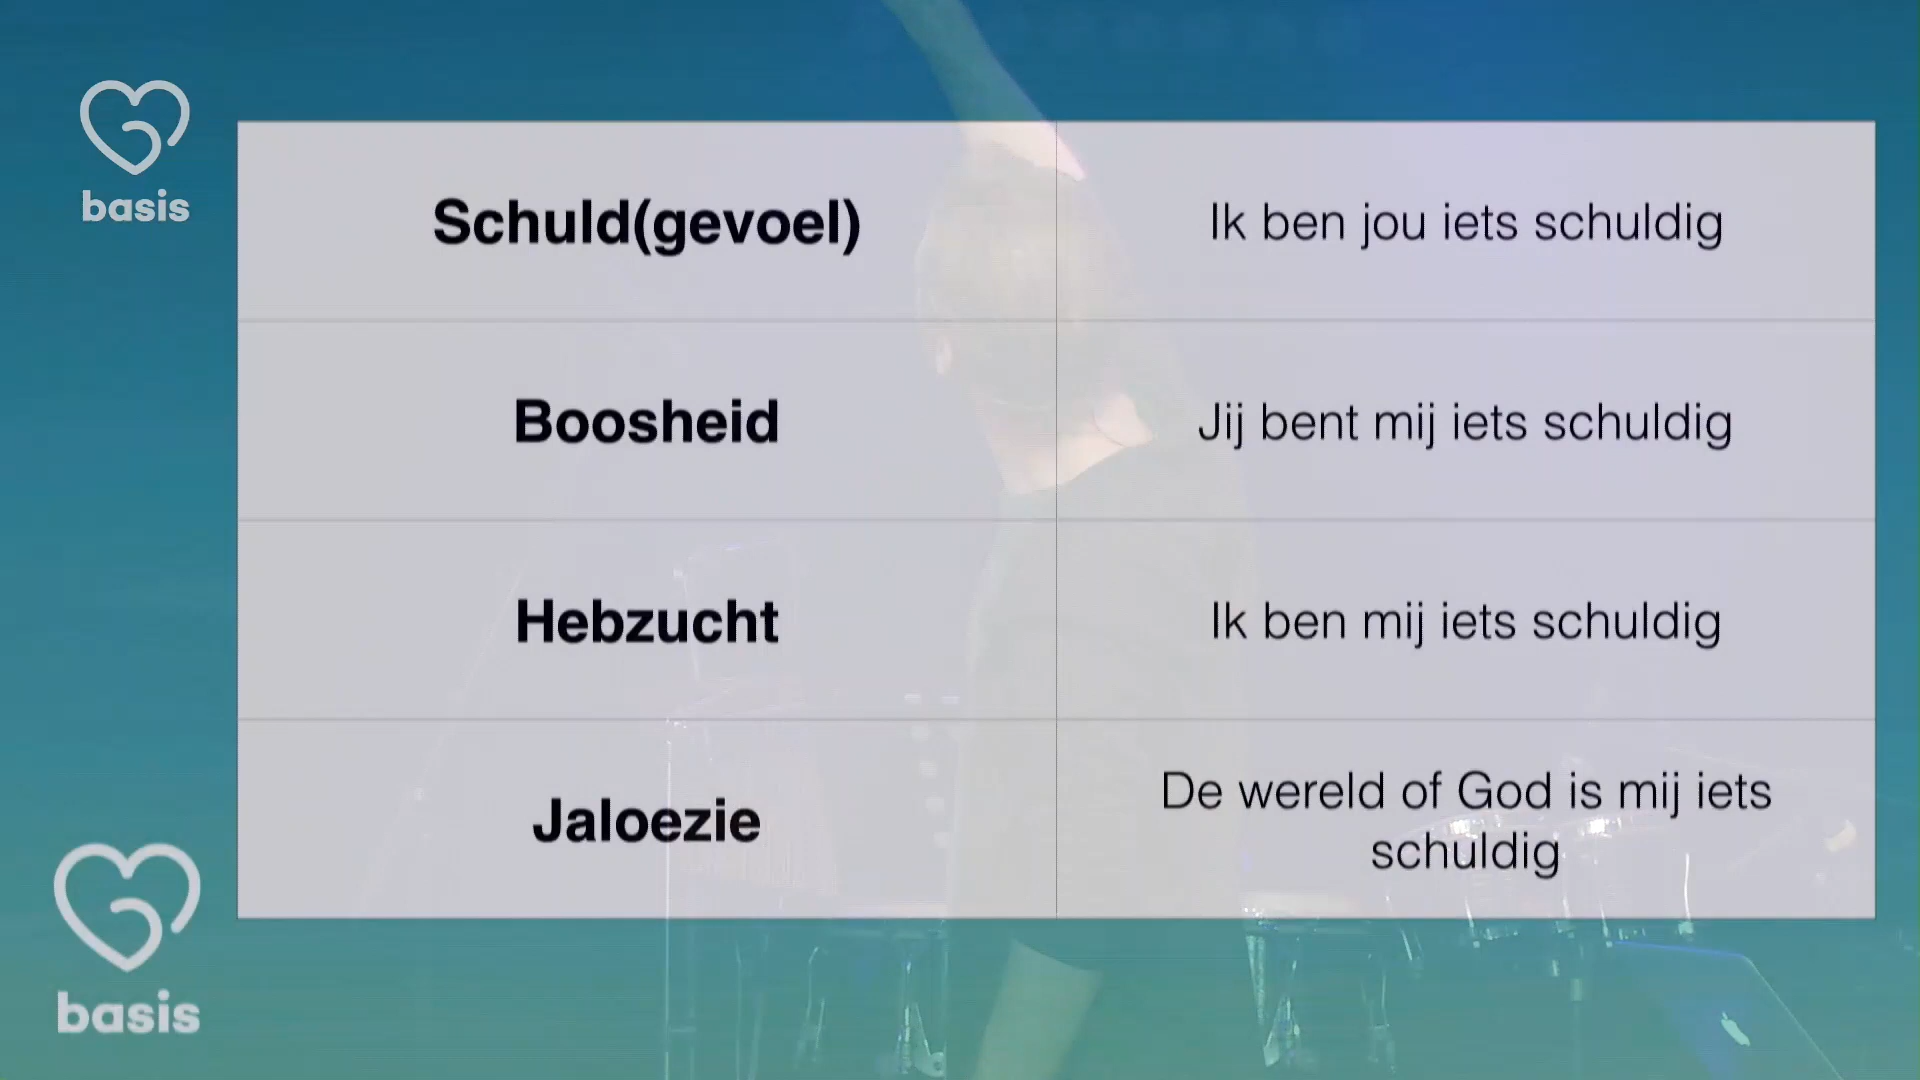 basis
Schuld(gevoel)
Ik ben jou iets schuldig
Boosheid
Jij bent mij iets schuldig
Hebzucht
Ik ben mij iets schuldig
Jaloezie
De wereld of God is mij iets
schuldig
basis